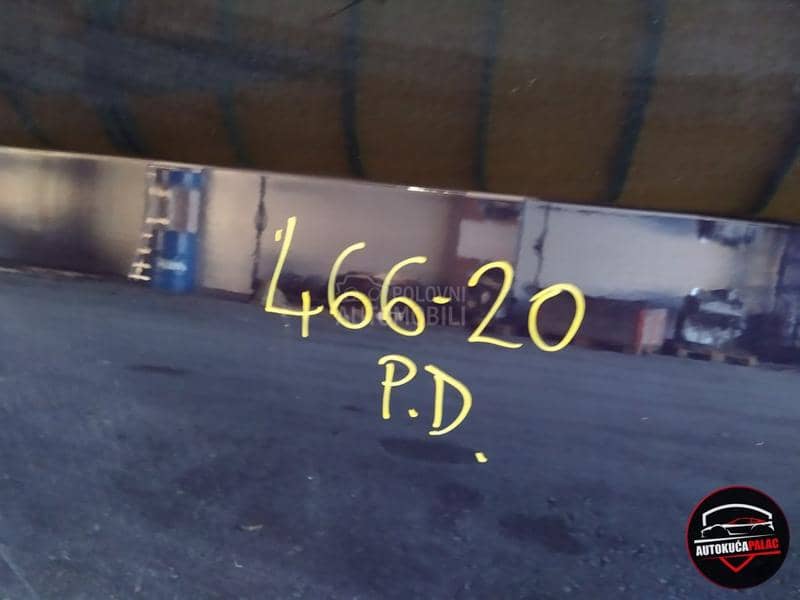 466-20
P.D.
POLOVNI
AUTOMOBILI
AUTOKUĆAPALAC